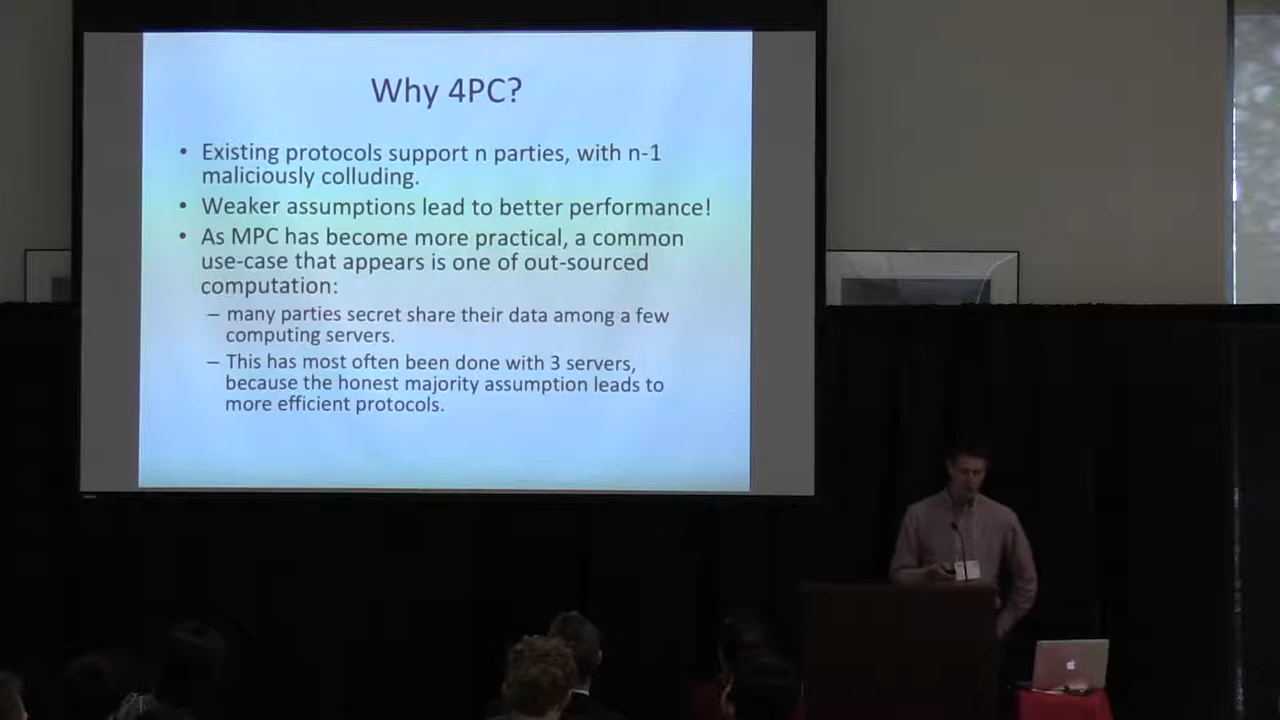 Why 4PC?
• Existing protocols support n parties, with n-1
maliciously colluding.
• Weaker assumptions lead to better performance!
• As MPC has become more practical, a common
use-case that appears is one of out-sourced
computation:
– many parties secret share their data among a few
computing servers.
– This has most often been done with 3 servers,
because the honest majority assumption leads to
more efficient protocols.